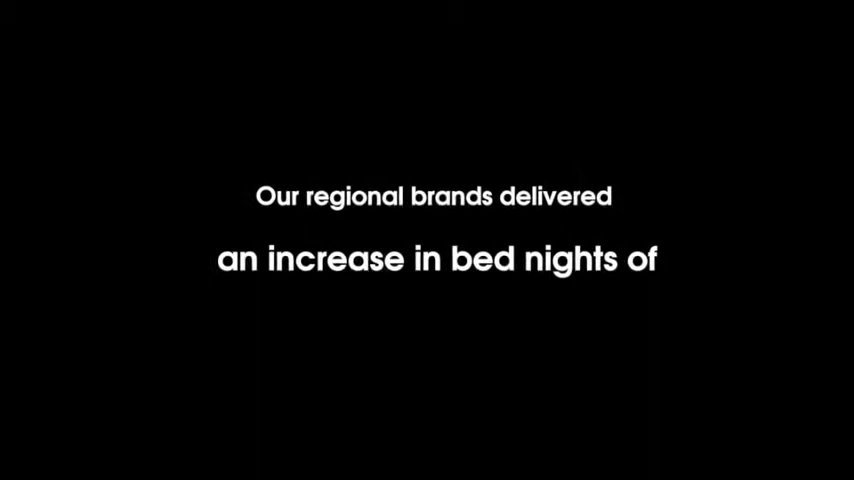 Our regional brands delivered
an increase in bed nights of